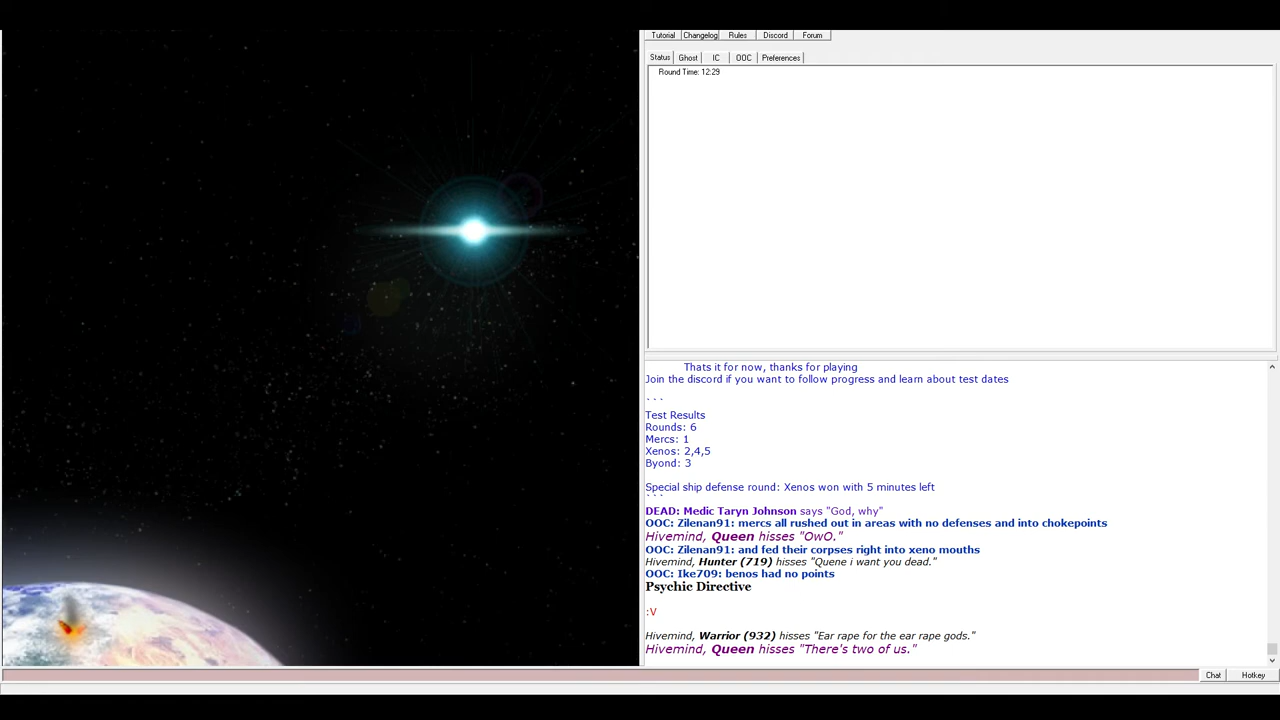 Tutorial Changelog Rules Discord Forum
Status Ghost IC OOC Preferences
Round Time: 12:29
Thats it for now, thanks for playing
Join the discord if you want to follow progress and learn about test dates
```
Test Results
Rounds: 6
Mercs: 1
Xenos: 2,4,5
Byond: 3
Special ship defense round: Xenos won with 5 minutes left
```
DEAD: Medic Taryn Johnson says "God, why"
OOC: Zilenan91: mercs all rushed out in areas with no defenses and into chokepoints
Hivemind, Queen hisses "OwO."
OOC: Zilenan91: and fed their corpses right into xeno mouths
Hivemind, Hunter (719) hisses "Quene i want you dead."
OOC: Ike709: benos had no points
Psychic Directive
:V
Hivemind, Warrior (932) hisses "Ear rape for the ear rape gods."
Hivemind, Queen hisses "There's two of us."
Chat Hotkey